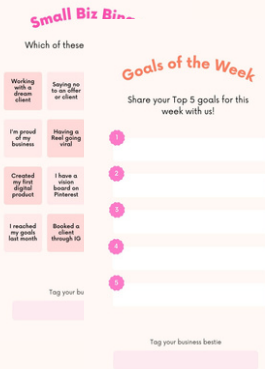 Small Biz
Which of these
Working
with a
dream
client
Saying no
to an offer
or client
I'm proud
of my
business
Having a
Reel going
viral
Created
my first
digital
product
I have a
vision
board on
Pinterest
I reached
my goals
last month
Booked a
client
through IG
Tag your bu
Goals of the Week
Share your Top 5 goals for this
week with us!
1
2
3
4
5
Tag your business bestie